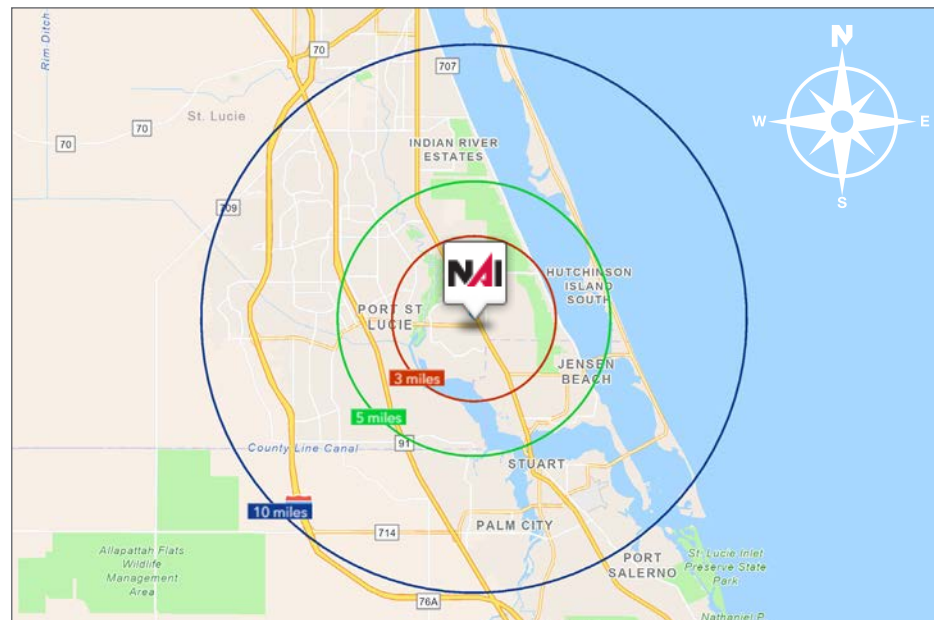 Rim-Ditch
70
707
N
70
70
St. Lucie
W
E
INDIAN RIVER
ESTATES
S
709
NAI
HUTCHINSON
ISLAND
SOUTH
PORT ST
LUCIE
JENSEN
BEACH
3 miles
5 miles
91
County Line Canal
STUART
10 miles
PALM CITY
714
Allapattah Flats
Wildlife
Management
Area
PORT
SALERNO
St. Lucie Inlet
Preserve State
Park
76A
Nathaniel P